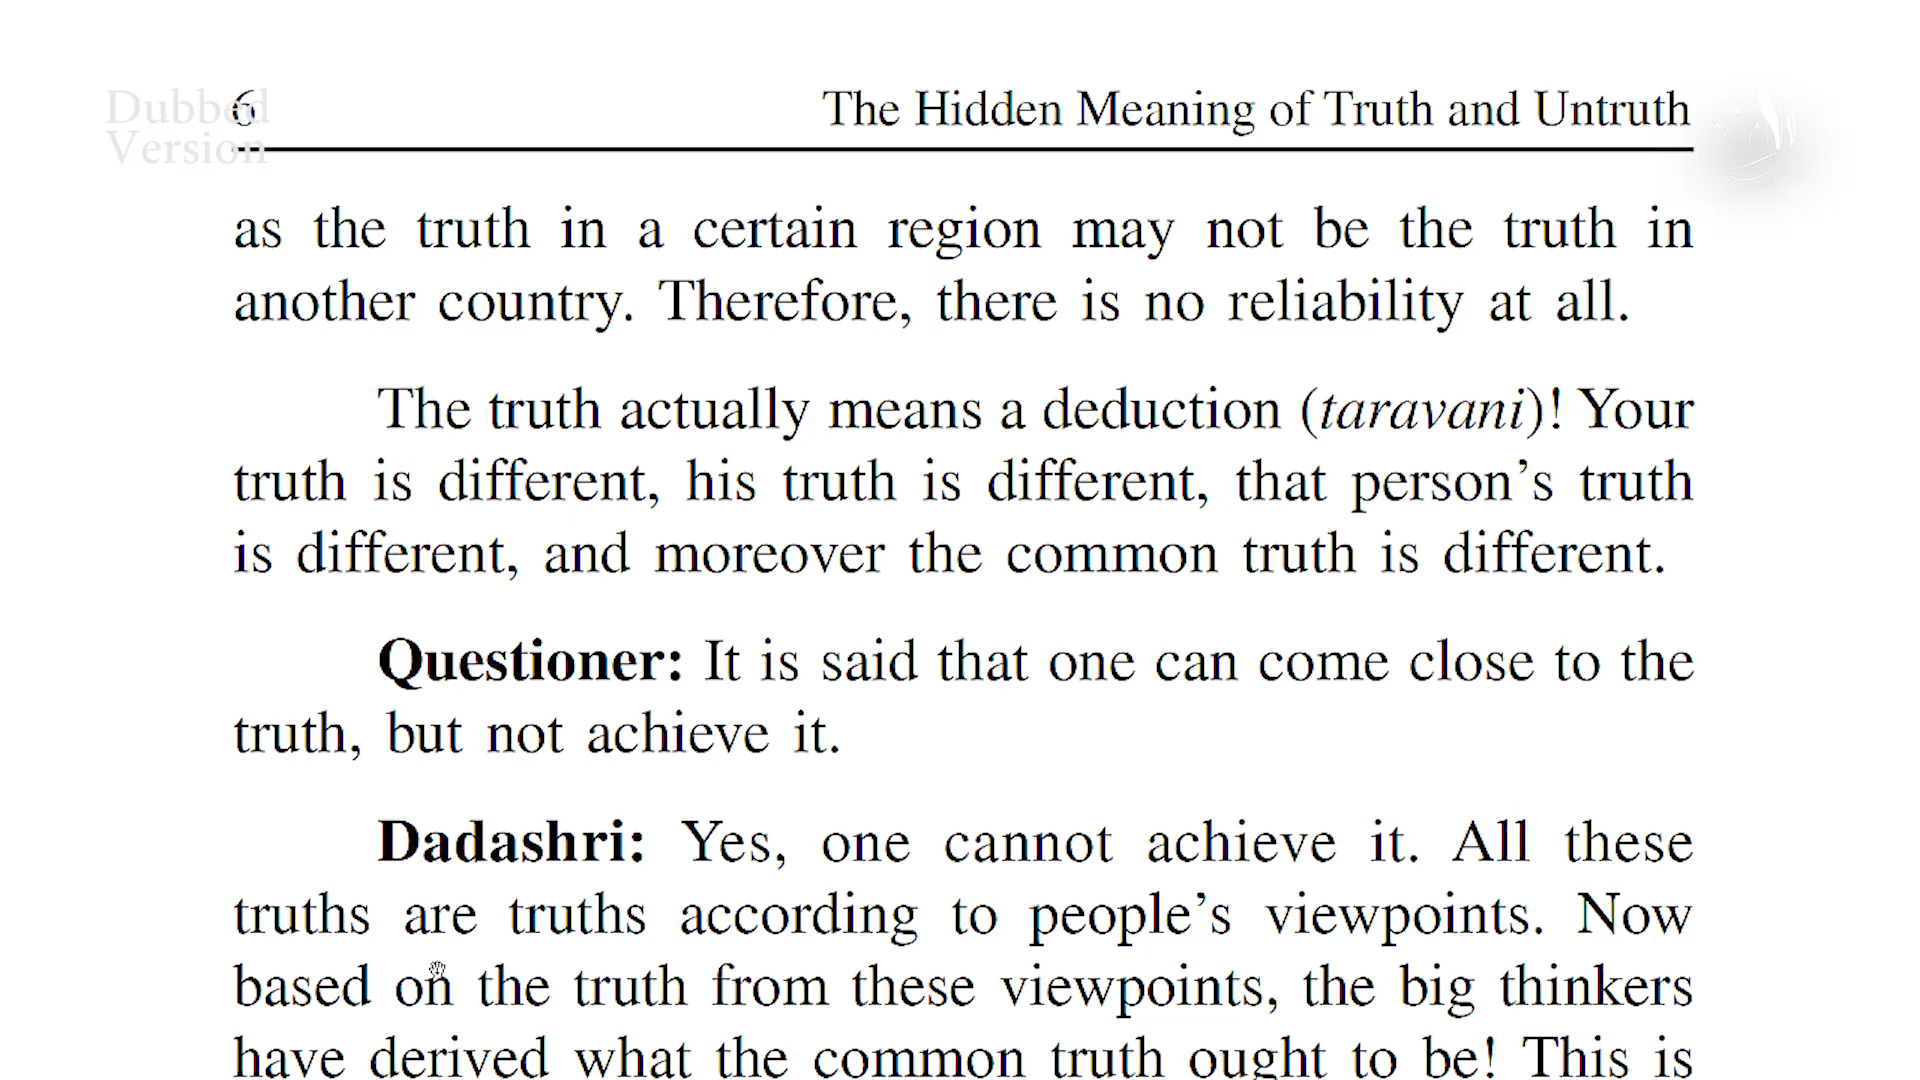 Dubbed
Version
6 The Hidden Meaning of Truth and Untruth
as the truth in a certain region may not be the truth in
another country. Therefore, there is no reliability at all.
The truth actually means a deduction (taravani)! Your
truth is different, his truth is different, that person’s truth
is different, and moreover the common truth is different.
Questioner: It is said that one can come close to the
truth, but not achieve it.
Dadashri: Yes, one cannot achieve it. All these
truths are truths according to people’s viewpoints. Now
based on the truth from these viewpoints, the big thinkers
have derived what the common truth ought to be! This is